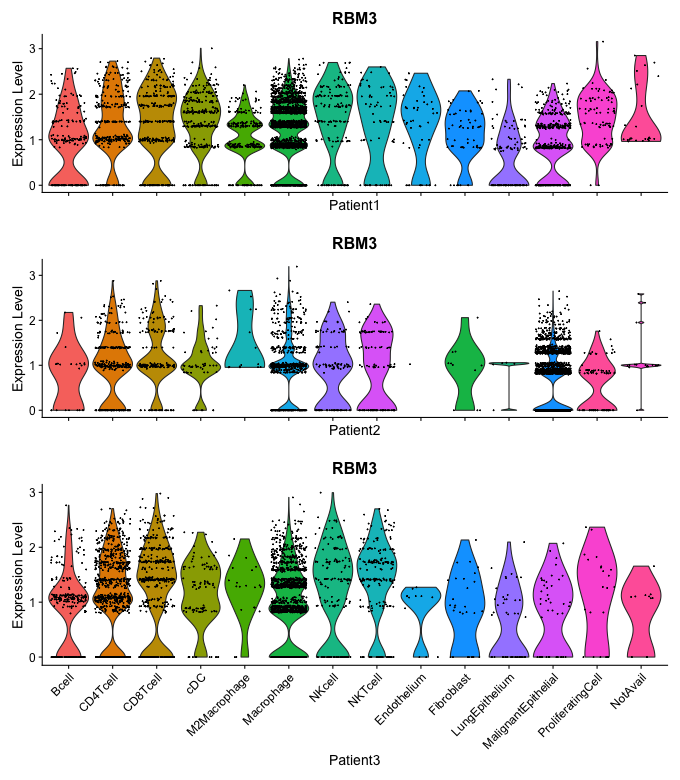 RBM3
Expression Level
3
2
1
0
Patient1
RBM3
Expression Level
3
2
1
0
Patient2
RBM3
Expression Level
3
2
1
0
Bcell
CD4Tcell
CD8Tcell
cDC
M2Macrophage
Macrophage
NKcell
NKTcell
Endothelium
Fibroblast
LungEpithelium
MalignantEpithelial
ProliferatingCell
NotAvail
Patient3